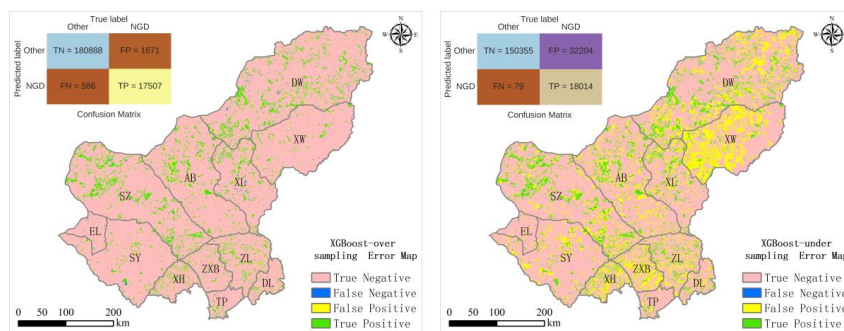 True label
Other NGD
Predicted label
Other
TN = 180888 FP = 1671
NGD
FN = 586 TP = 17507
Confusion Matrix
N
W E
S
DW
XW
AB
XL
SZ
EL
SY
XH
ZXB
ZL
TP
DL
XGBoost-over
sampling Error Map
True Negative
False Negative
False Positive
True Positive
0 50 100 200
km
True label
Other NGD
Predicted label
Other
TN = 150355 FP = 32204
NGD
FN = 79 TP = 18014
Confusion Matrix
N
W E
S
DW
XW
AB
XL
SZ
EL
SY
XH
ZXB
ZL
TP
DL
XGBoost-under
sampling Error Map
True Negative
False Negative
False Positive
True Positive
0 50 100 200
km